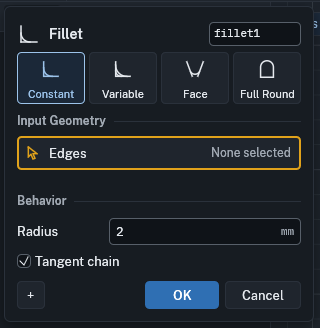 Fillet fillet1
Constant Variable Face Full Round
Input Geometry
Edges None selected
Behavior
Radius 2 mm
Tangent chain
+ OK Cancel